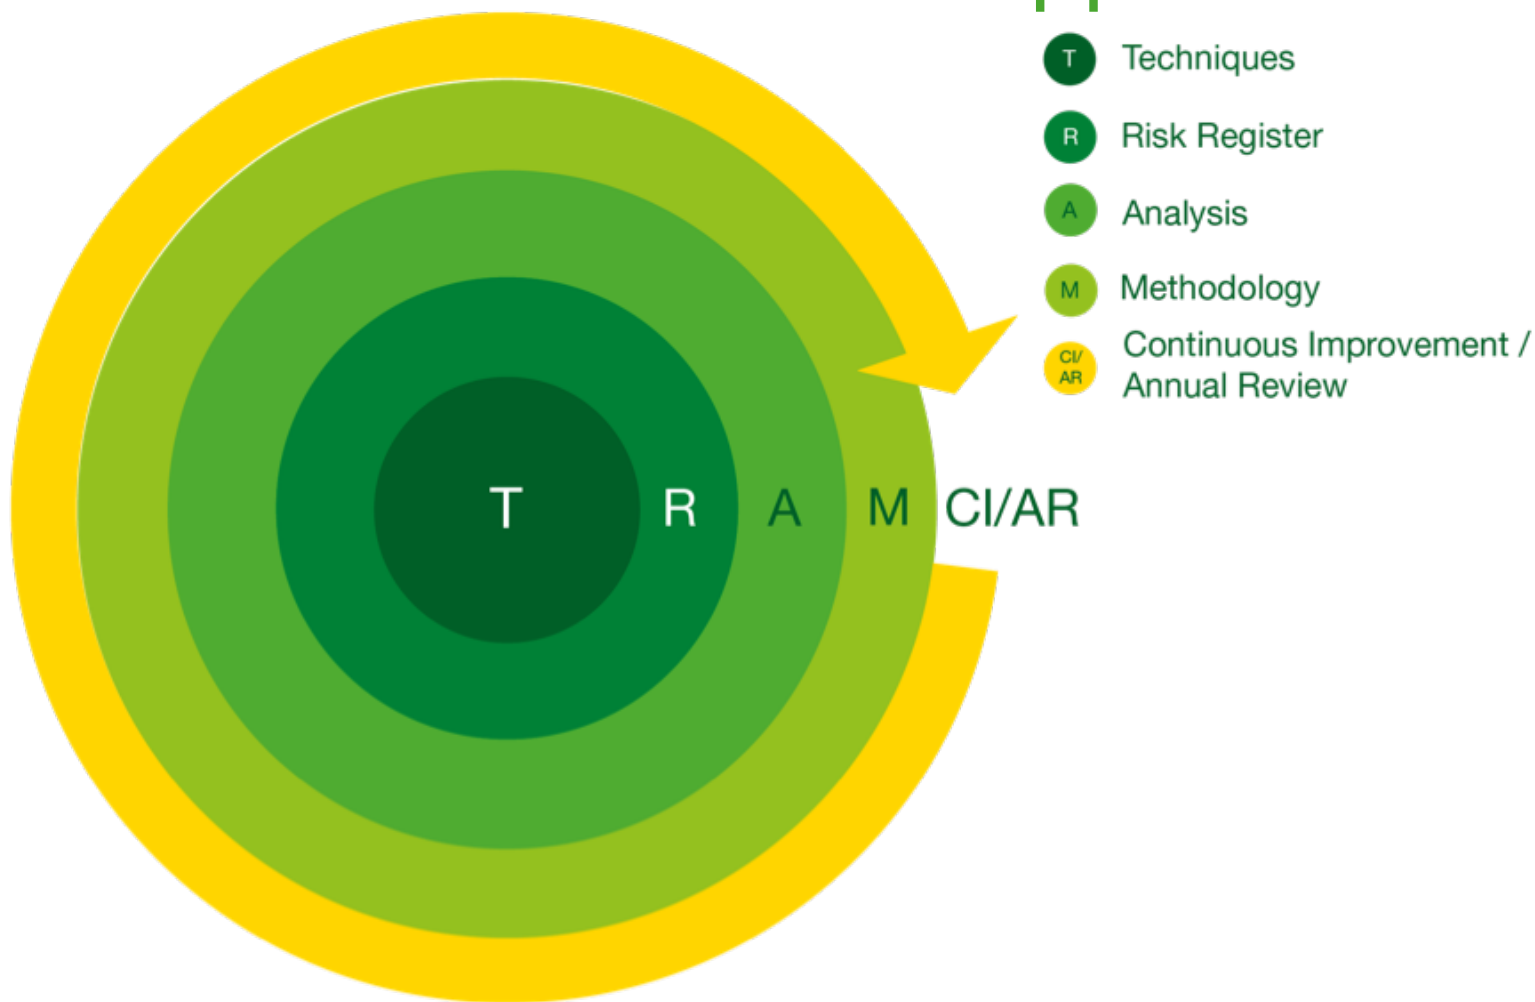 T Techniques
R Risk Register
A Analysis
M Methodology
CI/ Continuous Improvement /
AR Annual Review
T R A M CI/AR